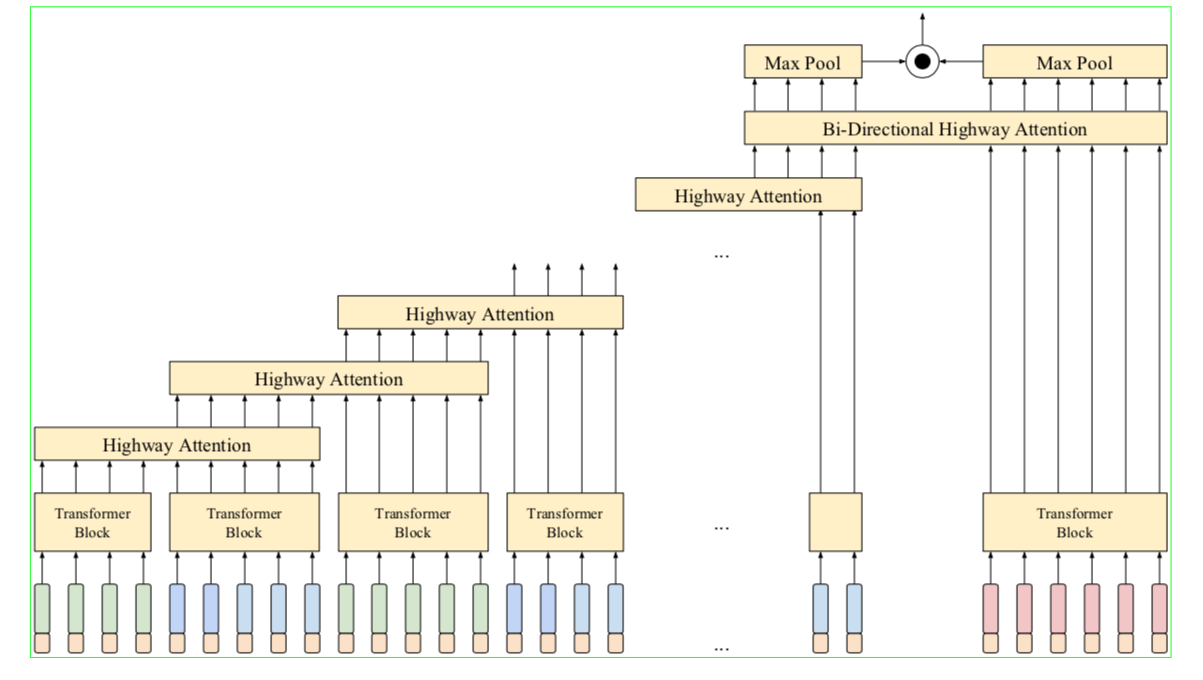 Max Pool
Max Pool
Bi-Directional Highway Attention
Highway Attention
...
Highway Attention
Highway Attention
Highway Attention
Transformer
Block
Transformer
Block
Transformer
Block
Transformer
Block
...
Transformer
Block
...